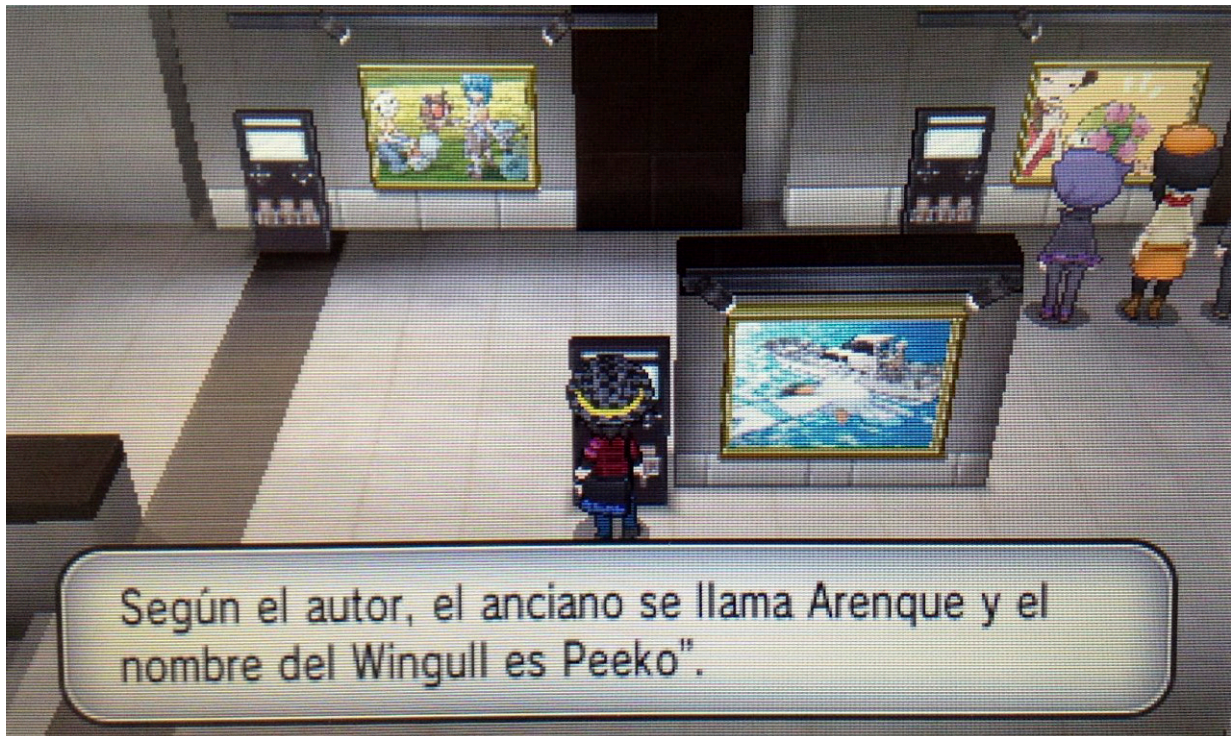 Según el autor, el anciano se llama Arenque y el
nombre del Wingull es Peeko".